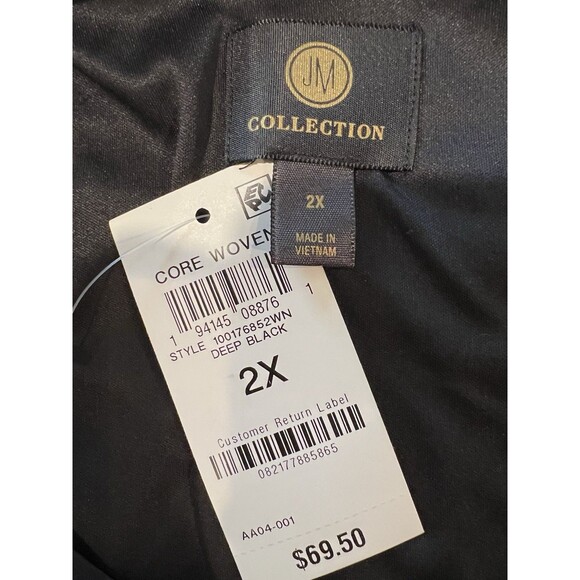 JM
COLLECTION
2X
MADE IN
VIETNAM
EPC
CORE WOVEN
1 94145 08876 1
STYLE 100176852WN
DEEP BLACK
2X
Customer Return Label
082177885865
AA04-001
$69.50